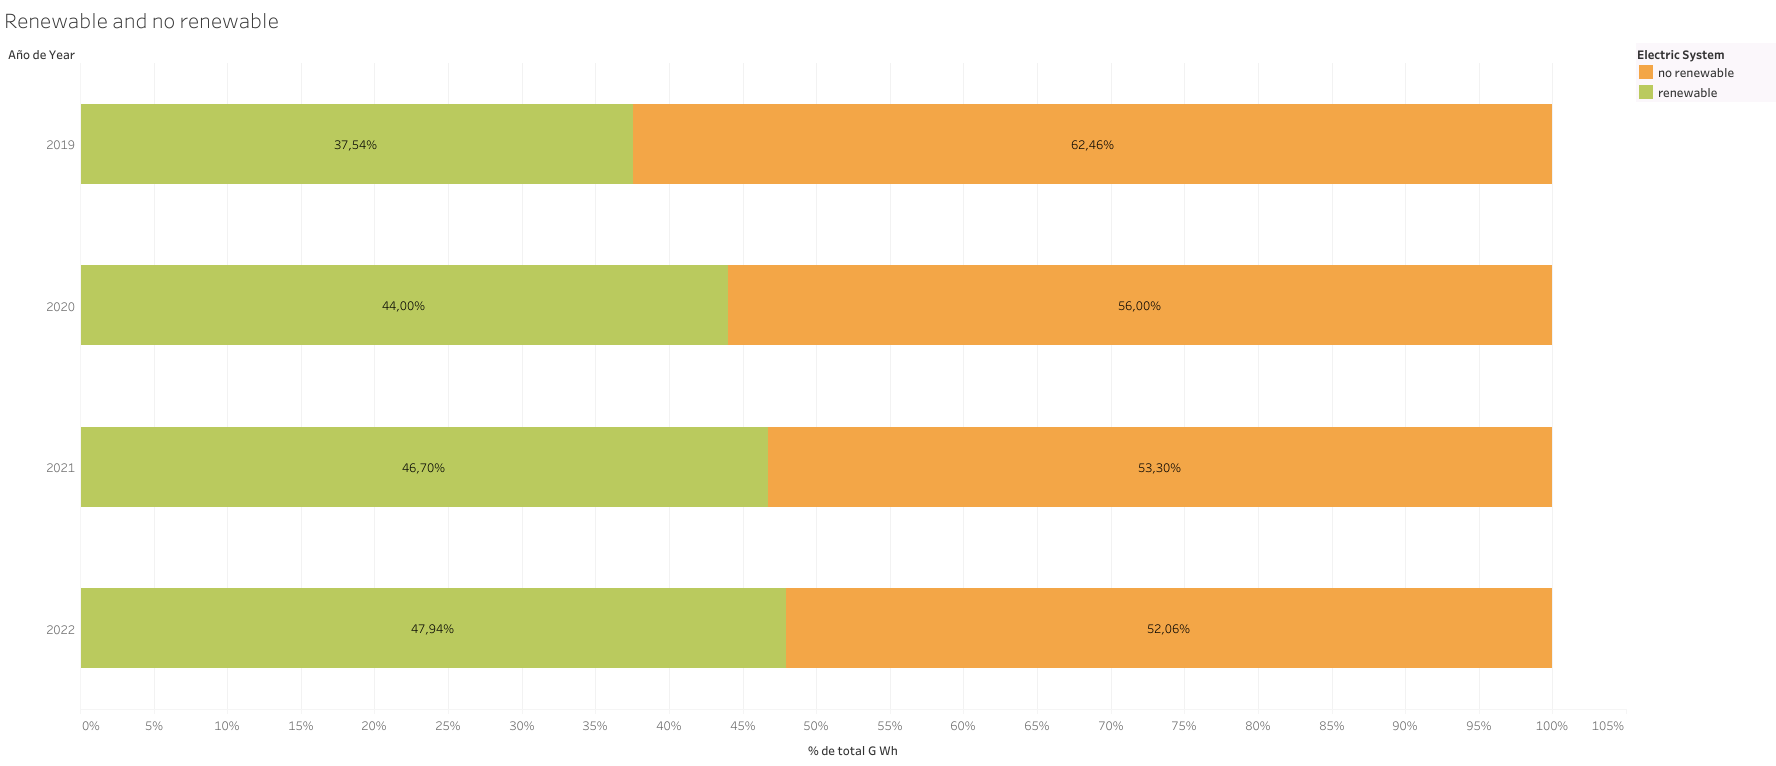 Renewable and no renewable
Año de Year
Electric System
no renewable
renewable
2019
37,54%
62,46%
2020
44,00%
56,00%
2021
46,70%
53,30%
2022
47,94%
52,06%
0% 5% 10% 15% 20% 25% 30% 35% 40% 45% 50% 55% 60% 65% 70% 75% 80% 85% 90% 95% 100% 105%
% de total G Wh